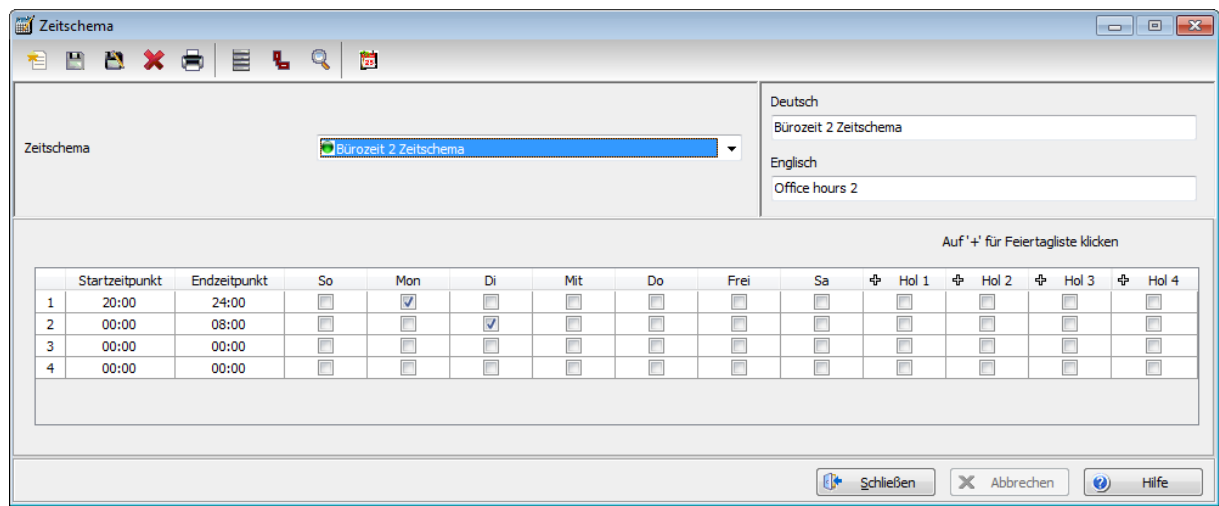 Zeitschema
Deutsch
Bürozeit 2 Zeitschema
Zeitschema
Bürozeit 2 Zeitschema
Englisch
Office hours 2
Auf '+' für Feiertagliste klicken
Startzeitpunkt Endzeitpunkt So Mon Di Mit Do Frei Sa Hol 1 Hol 2 Hol 3 Hol 4
1 20:00 24:00
2 00:00 08:00
3 00:00 00:00
4 00:00 00:00
Schließen Abbrechen Hilfe